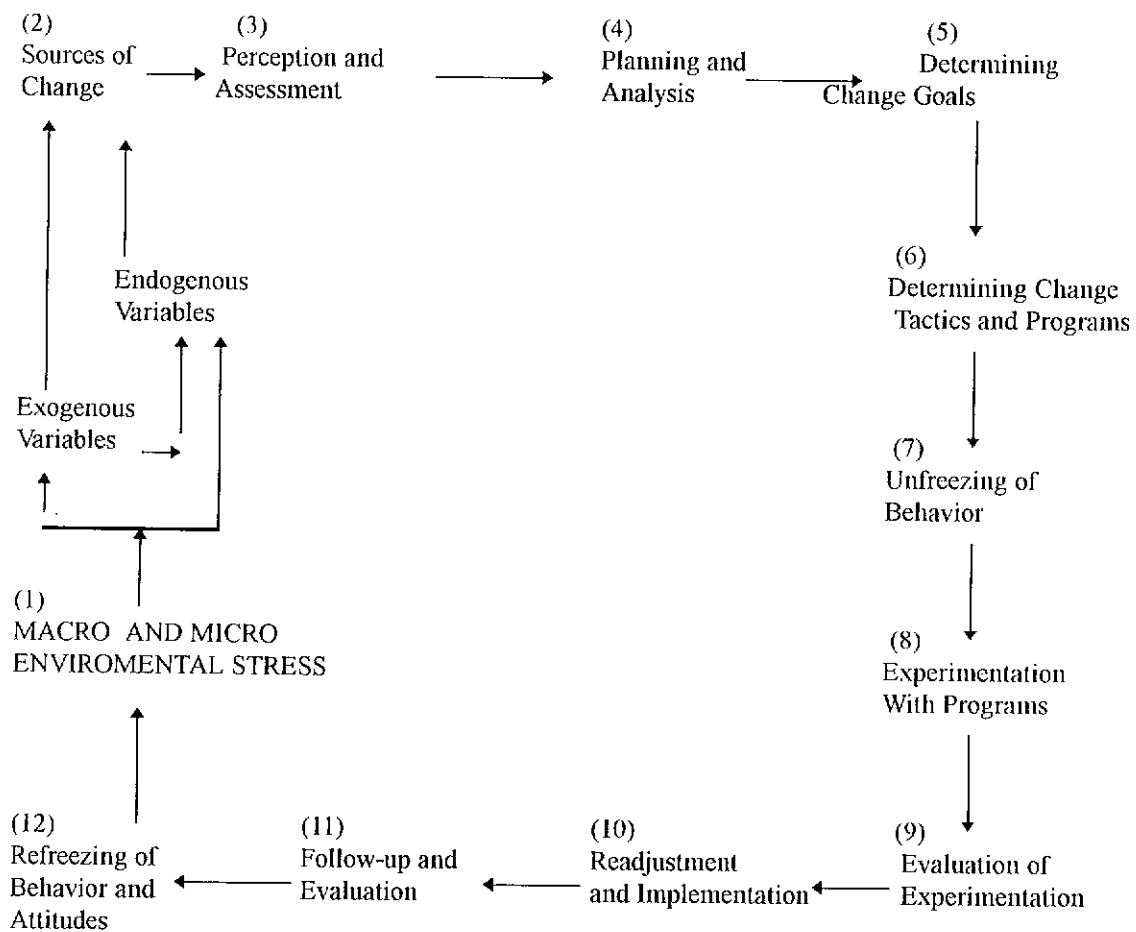 (2)
Sources of
Change
(3)
Perception and
Assessment
(4)
Planning and
Analysis
(5)
Determining
Change Goals
(6)
Determining Change
Tactics and Programs
(7)
Unfreezing of
Behavior
(8)
Experimentation
With Programs
(9)
Evaluation of
Experimentation
(10)
Readjustment
and Implementation
(11)
Follow-up and
Evaluation
(12)
Refreezing of
Behavior and
Attitudes
(1)
MACRO AND MICRO
ENVIROMENTAL STRESS
Exogenous
Variables
Endogenous
Variables